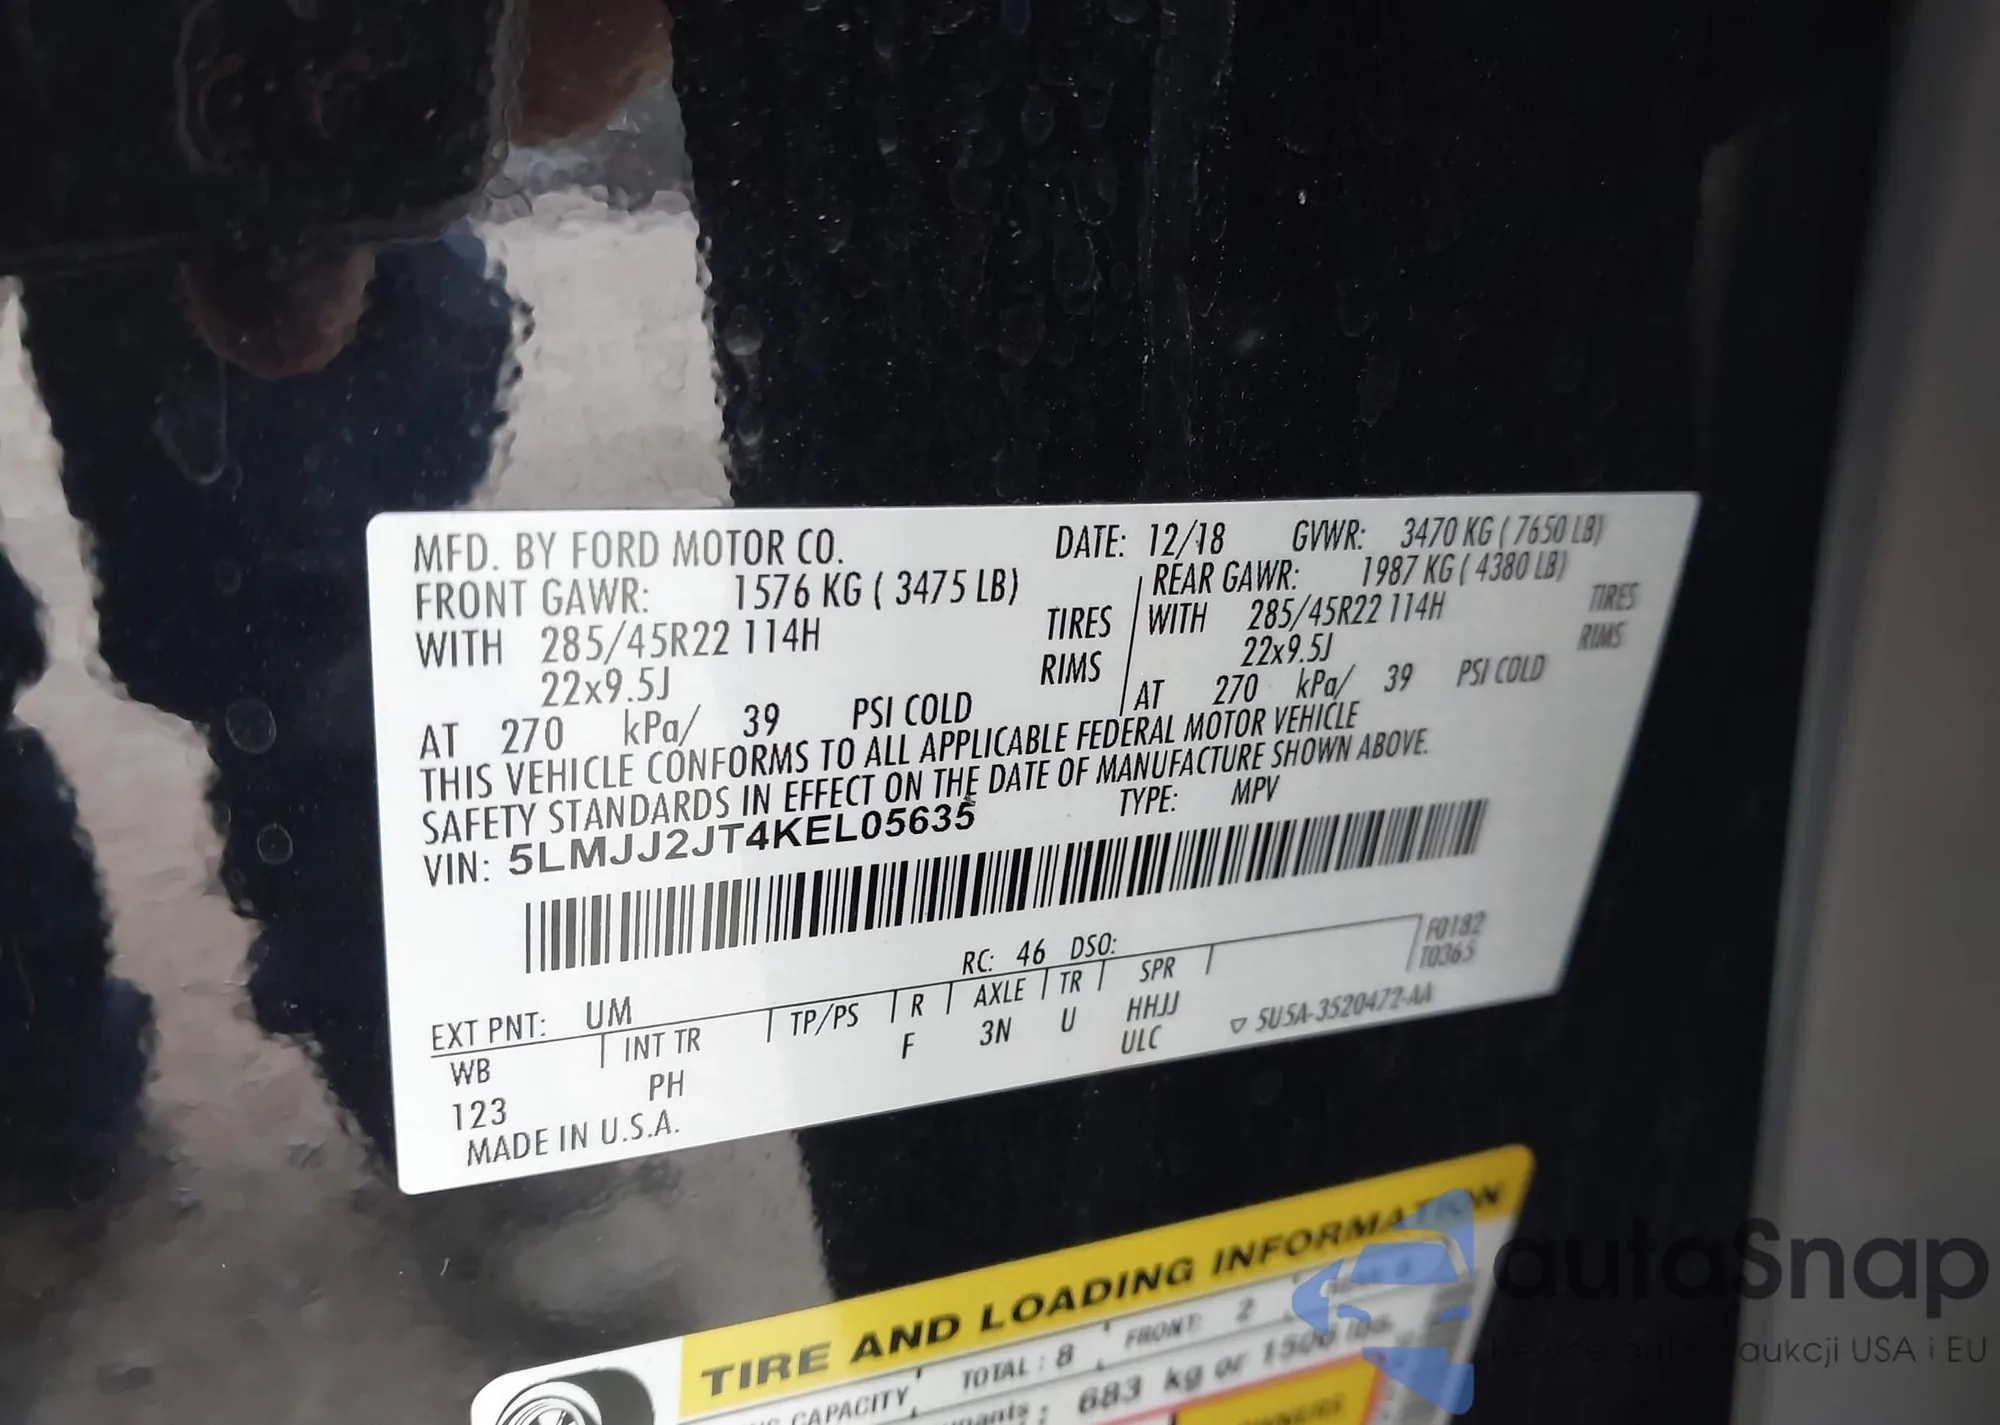 MFD. BY FORD MOTOR CO. DATE: 12/18 GVWR: 3470 KG ( 7650 LB)
FRONT GAWR: 1576 KG ( 3475 LB) REAR GAWR: 1987 KG ( 4380 LB)
WITH 285/45R22 114H TIRES WITH 285/45R22 114H TIRES
22x9.5J RIMS 22x9.5J RIMS
AT 270 kPa/ 39 PSI COLD AT 270 kPa/ 39 PSI COLD
THIS VEHICLE CONFORMS TO ALL APPLICABLE FEDERAL MOTOR VEHICLE
SAFETY STANDARDS IN EFFECT ON THE DATE OF MANUFACTURE SHOWN ABOVE.
VIN: 5LMJJ2JT4KEL05635 TYPE: MPV
F0182
RC: 46 DSO: T0365
EXT PNT: UM
WB INT TR TP/PS R AXLE TR SPR
123 PH F 3N U HHJJ
ULC
▽ 5U5A-3520472-AA
MADE IN U.S.A.
TIRE AND LOADING INFORMATION
CAPACITY TOTAL : 8 FRONT: 2
683 kg or 1500 lbs.
autaSnap
aukcji USA i EU